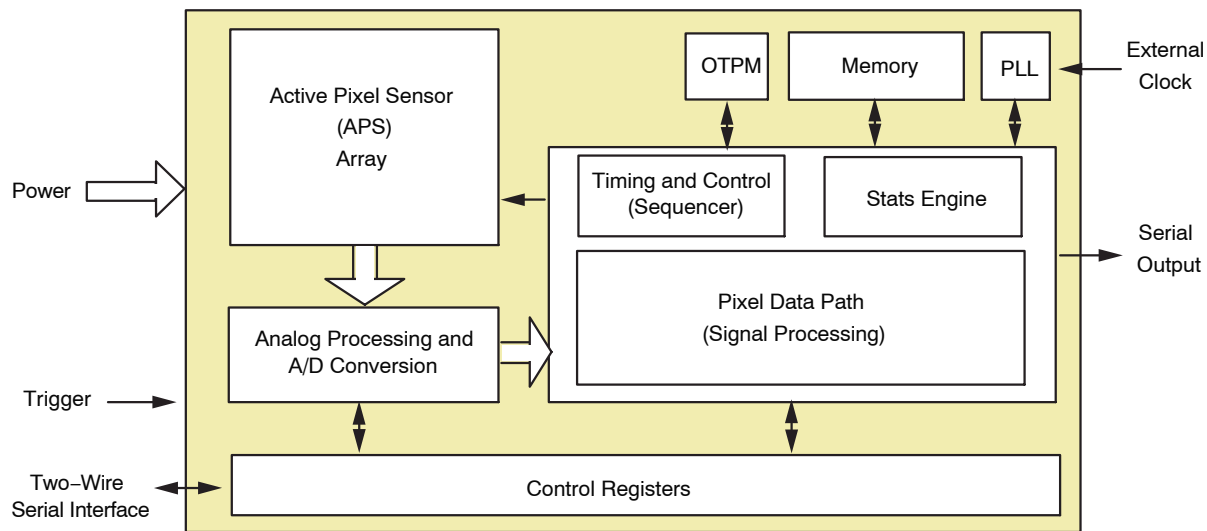 Active Pixel Sensor
(APS)
Array
OTPM
Memory
PLL
External
Clock
Power
Timing and Control
(Sequencer)
Stats Engine
Serial
Output
Pixel Data Path
(Signal Processing)
Analog Processing and
A/D Conversion
Trigger
Two−Wire
Serial Interface
Control Registers